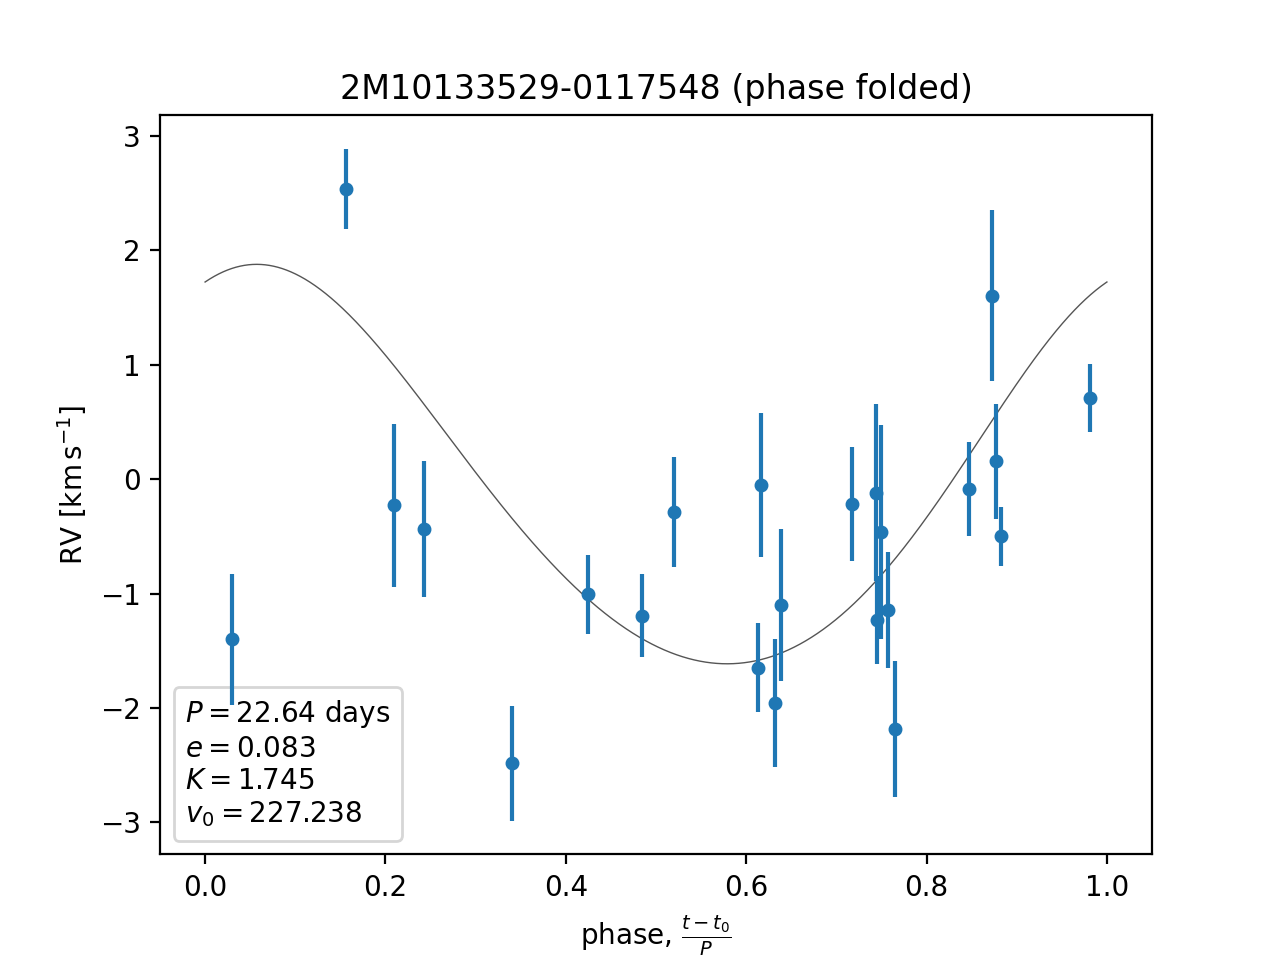 2M10133529-0117548 (phase folded)
RV [km s⁻¹]
3
2
1
0
−1
−2
−3
P = 22.64 days
e = 0.083
K = 1.745
v₀ = 227.238
0.0 0.2 0.4 0.6 0.8 1.0
phase, (t − t₀)/P